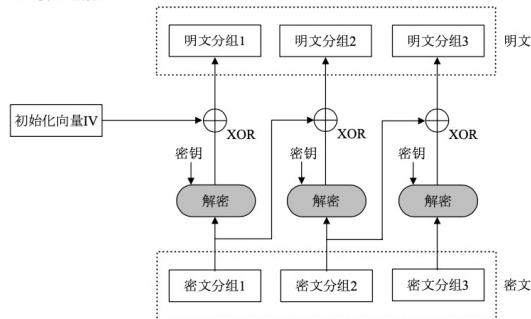 明文分组1
明文分组2
明文分组3
明文
初始化向量IV
XOR
XOR
XOR
密钥
密钥
密钥
解密
解密
解密
密文分组1
密文分组2
密文分组3
密文